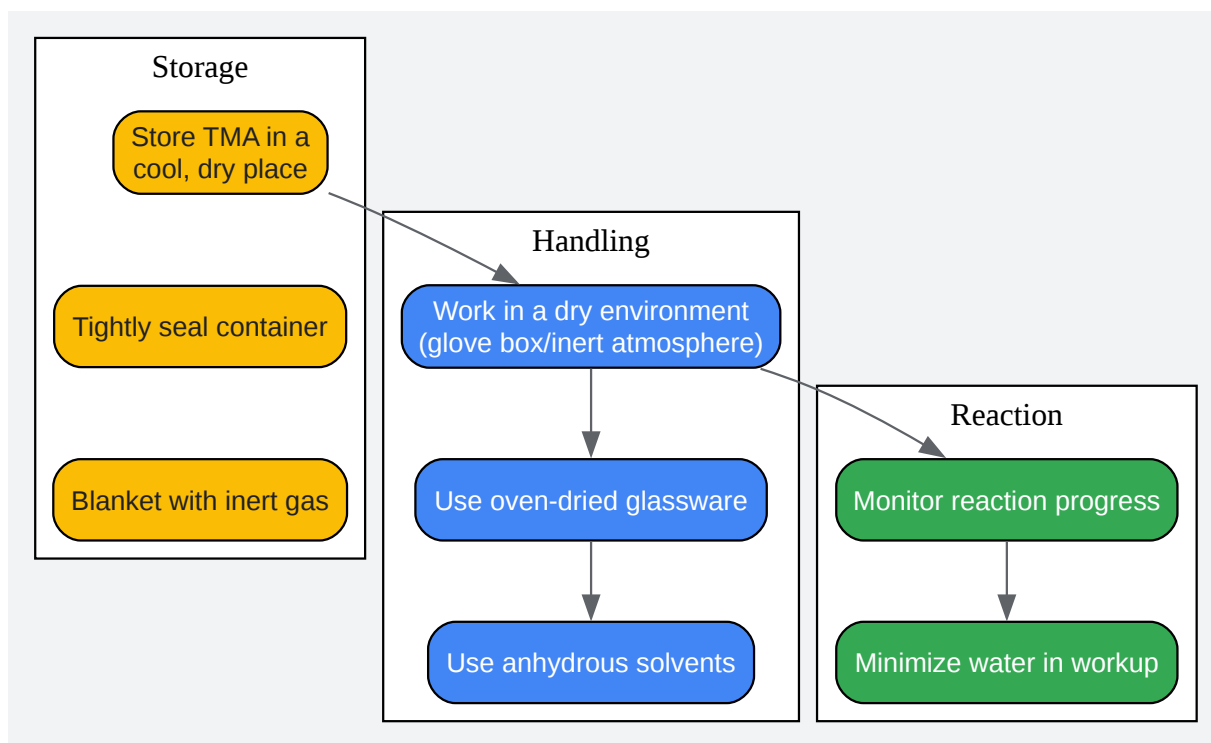 Storage
Store TMA in a
cool, dry place
Tightly seal container
Blanket with inert gas
Handling
Work in a dry environment
(glove box/inert atmosphere)
Use oven-dried glassware
Use anhydrous solvents
Reaction
Monitor reaction progress
Minimize water in workup